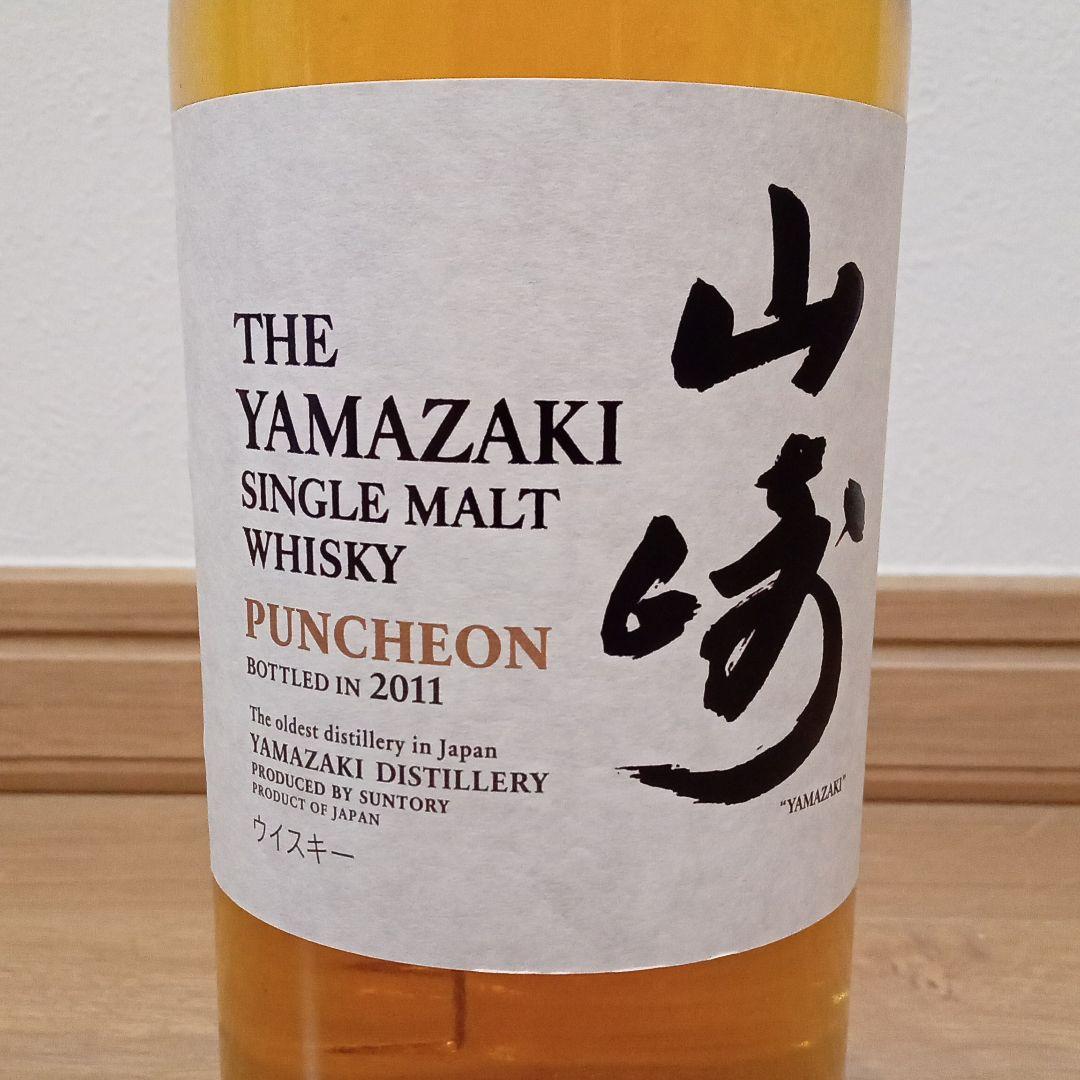 THE
YAMAZAKI
SINGLE MALT
WHISKY
PUNCHEON
BOTTLED IN 2011
The oldest distillery in Japan
YAMAZAKI DISTILLERY
PRODUCED BY SUNTORY
PRODUCT OF JAPAN
ウイスキー
山崎
"YAMAZAKI"